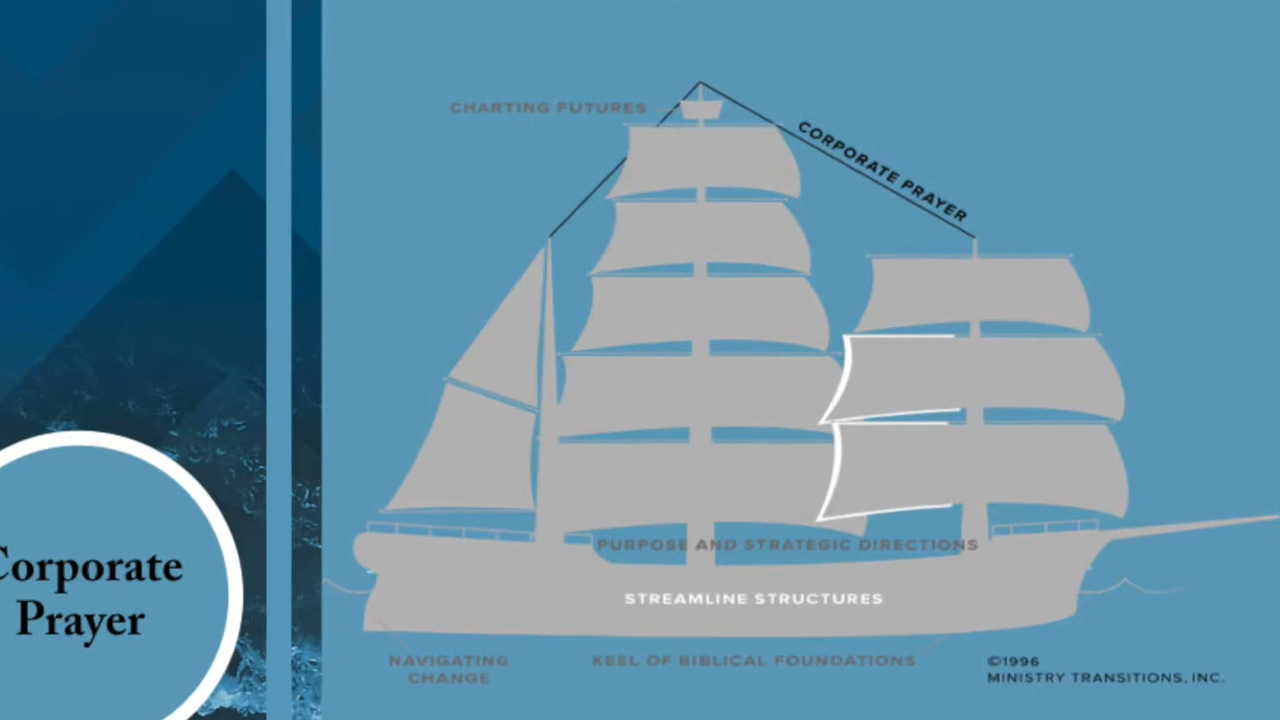 CHARTING FUTURES
CORPORATE PRAYER
Corporate
Prayer
PURPOSE AND STRATEGIC DIRECTIONS
STREAMLINE STRUCTURES
NAVIGATING
CHANGE
KEEL OF BIBLICAL FOUNDATIONS
©1996
MINISTRY TRANSITIONS, INC.